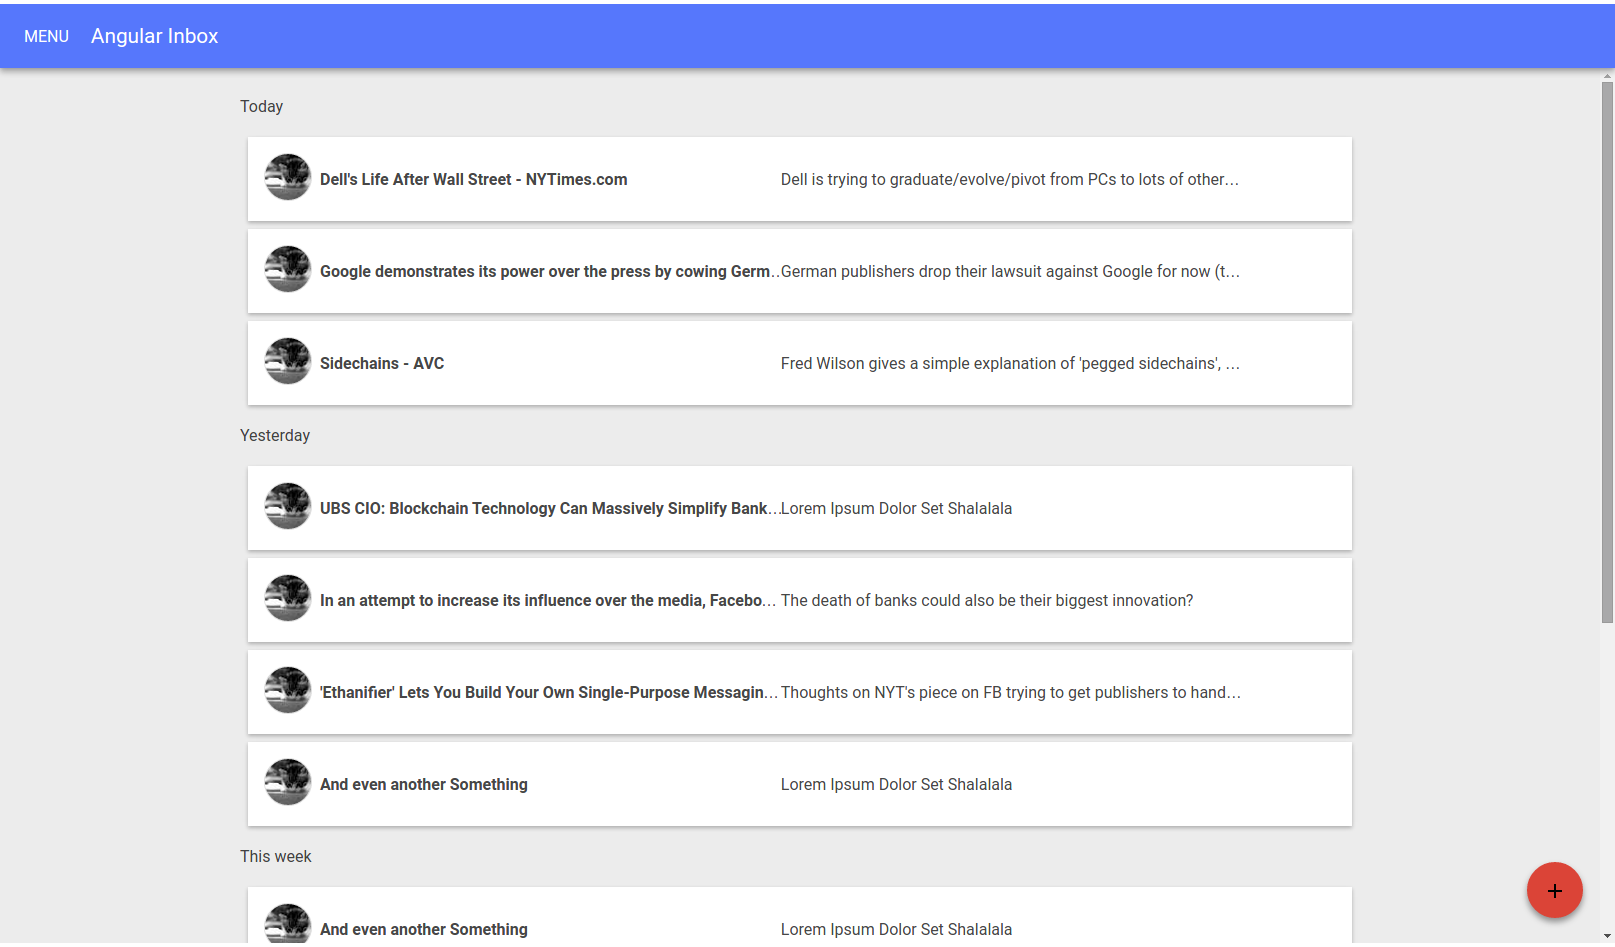 MENU Angular Inbox
Today
Dell's Life After Wall Street - NYTimes.com Dell is trying to graduate/evolve/pivot from PCs to lots of other...
Google demonstrates its power over the press by cowing Germ... German publishers drop their lawsuit against Google for now (t...
Sidechains - AVC Fred Wilson gives a simple explanation of 'pegged sidechains', ...
Yesterday
UBS CIO: Blockchain Technology Can Massively Simplify Bank... Lorem Ipsum Dolor Set Shalalala
In an attempt to increase its influence over the media, Facebo... The death of banks could also be their biggest innovation?
'Ethanifier' Lets You Build Your Own Single-Purpose Messagin... Thoughts on NYT's piece on FB trying to get publishers to hand...
And even another Something Lorem Ipsum Dolor Set Shalalala
This week
And even another Something Lorem Ipsum Dolor Set Shalalala